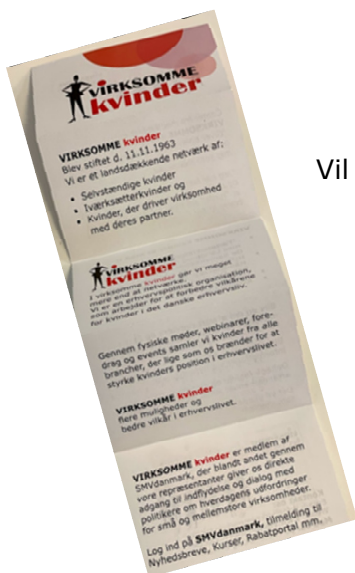 VIRKSOMME
kvinder
VIRKSOMME kvinder
Blev stiftet d. 11.11.1963
Vi er et landsdækkende netværk af:
• Selvstændige kvinder
• Iværksætterkvinder og
• Kvinder, der driver virksomhed
med deres partner.
Vil
VIRKSOMME
kvinder
I virksomme kvinder gør vi meget
mere end at netværke.
Vi er en erhvervspolitisk organisation,
som arbejder for at forbedre vilkårene
for kvinder i det danske erhvervsliv.
Gennem fysiske møder, webinarer, fore-
drag og events samler vi kvinder fra alle
brancher, der lige som os brænder for at
styrke kvinders position i erhvervslivet.
VIRKSOMME kvinder
flere muligheder og
bedre vilkår i erhvervslivet.
VIRKSOMME kvinder er medlem af
SMVdanmark, der blandt andet gennem
vore repræsentanter giver os direkte
adgang til indflydelse og dialog med
politikere om hverdagens udfordringer
for små og mellemstore virksomheder.
Log ind på SMVdanmark, tilmelding til
Nyhedsbreve, Kurser, Rabatportal mm.